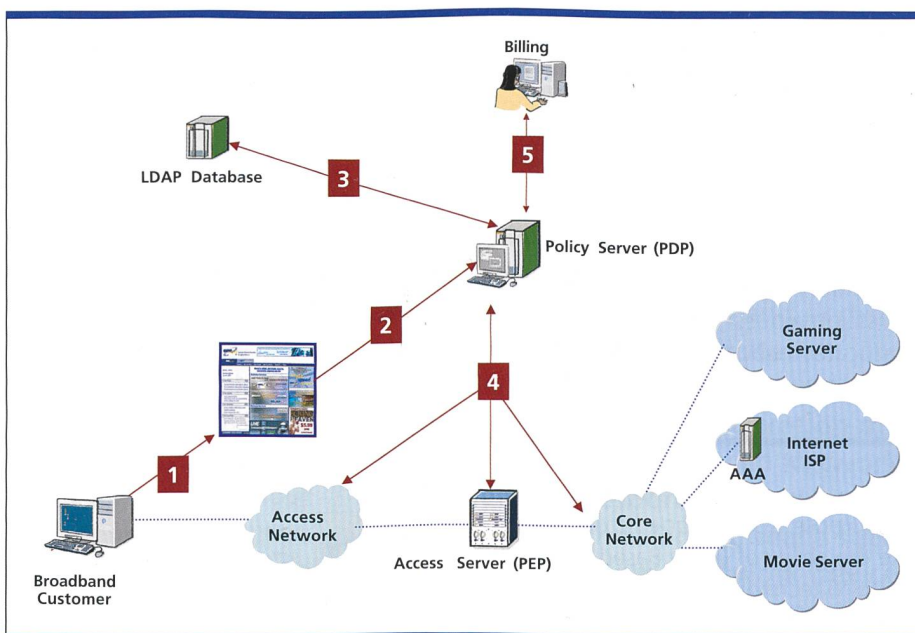 Billing
5
LDAP Database
3
Policy Server (PDP)
2
Gaming
Server
4
Internet
ISP
AAA
1
Access
Network
Core
Network
Access Server (PEP)
Movie Server
Broadband
Customer